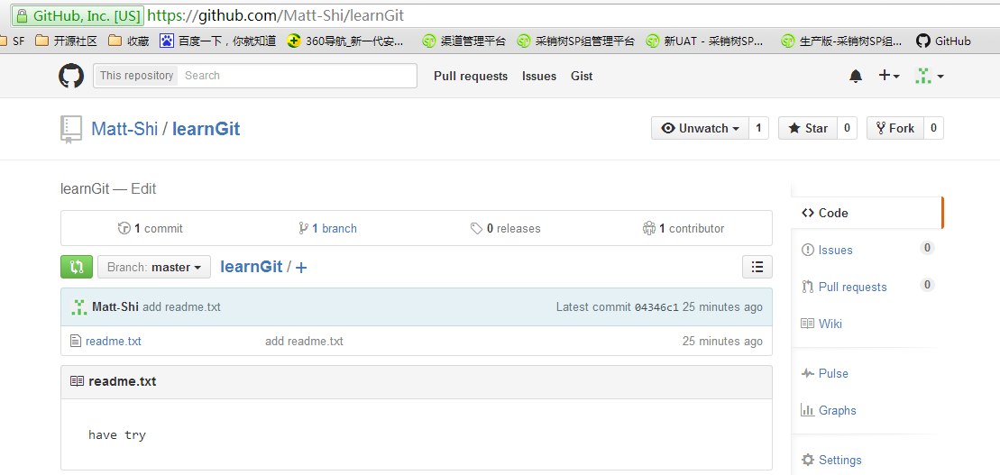 GitHub, Inc. [US] https://github.com/Matt-Shi/learnGit
SF 开源社区 收藏 百度一下，你就知道 360导航_新一代安... 渠道管理平台 采销树SP组管理平台 新UAT - 采销树SP... 生产版-采销树SP组... GitHub
This repository Search Pull requests Issues Gist
Matt-Shi / learnGit Unwatch 1 Star 0 Fork 0
learnGit — Edit
1 commit 1 branch 0 releases 1 contributor
Branch: master learnGit / +
Matt-Shi add readme.txt Latest commit 04346c1 25 minutes ago
readme.txt add readme.txt 25 minutes ago
readme.txt
have try
Code
Issues 0
Pull requests 0
Wiki
Pulse
Graphs
Settings